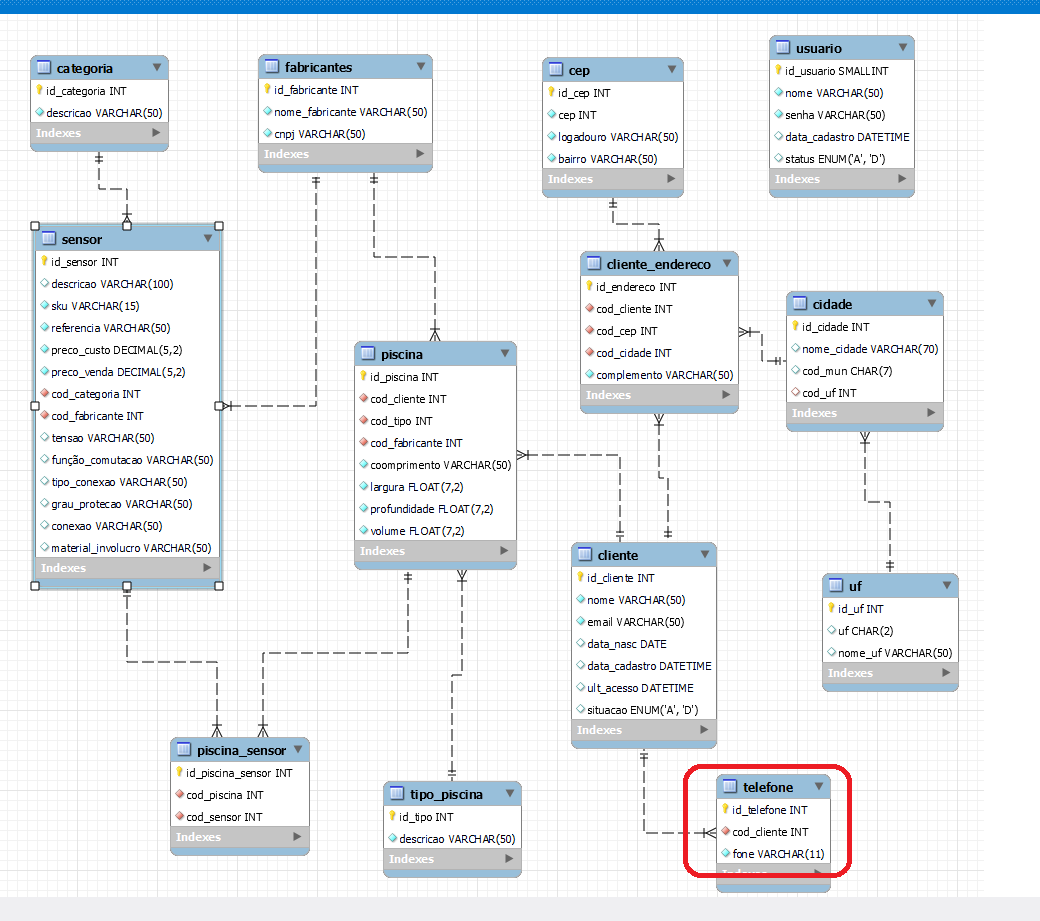 categoria
id_categoria INT
descricao VARCHAR(50)
Indexes
fabricantes
id_fabricante INT
nome_fabricante VARCHAR(50)
cnpj VARCHAR(50)
Indexes
cep
id_cep INT
cep INT
logadouro VARCHAR(50)
bairro VARCHAR(50)
Indexes
usuario
id_usuario SMALLINT
nome VARCHAR(50)
senha VARCHAR(50)
data_cadastro DATETIME
status ENUM('A', 'D')
Indexes
sensor
id_sensor INT
descricao VARCHAR(100)
sku VARCHAR(15)
referencia VARCHAR(50)
preco_custo DECIMAL(5,2)
preco_venda DECIMAL(5,2)
cod_categoria INT
cod_fabricante INT
tensao VARCHAR(50)
função_comutacao VARCHAR(50)
tipo_conexao VARCHAR(50)
grau_protecao VARCHAR(50)
conexao VARCHAR(50)
material_involucro VARCHAR(50)
Indexes
cliente_endereco
id_endereco INT
cod_cliente INT
cod_cep INT
cod_cidade INT
complemento VARCHAR(50)
Indexes
cidade
id_cidade INT
nome_cidade VARCHAR(70)
cod_mun CHAR(7)
cod_uf INT
Indexes
piscina
id_piscina INT
cod_cliente INT
cod_tipo INT
cod_fabricante INT
coomprimento VARCHAR(50)
largura FLOAT(7,2)
profundidade FLOAT(7,2)
volume FLOAT(7,2)
Indexes
cliente
id_cliente INT
nome VARCHAR(50)
email VARCHAR(50)
data_nasc DATE
data_cadastro DATETIME
ult_acesso DATETIME
situacao ENUM('A', 'D')
Indexes
uf
id_uf INT
uf CHAR(2)
nome_uf VARCHAR(50)
Indexes
piscina_sensor
id_piscina_sensor INT
cod_piscina INT
cod_sensor INT
Indexes
tipo_piscina
id_tipo INT
descricao VARCHAR(50)
Indexes
telefone
id_telefone INT
cod_cliente INT
fone VARCHAR(11)
Indexes